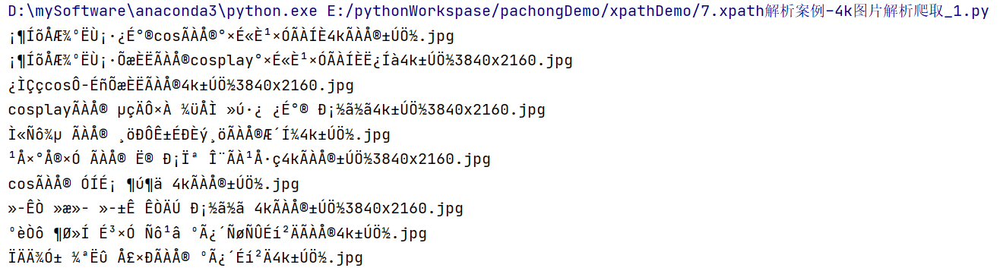 D:\mySoftware\anaconda3\python.exe E:/pythonWorkspase/pachongDemo/xpathDemo/7.xpath解析案例-4k图片解析爬取_1.py
¡¶ÍõÅÆ¾°ËÙ¡·¿É°®cosÃÀÅ®°×É«È¹×ÓÃÀÍÈ4kÃÀÅ®±ÚÖ½.jpg
¡¶ÍõÅÆ¾°ËÙ¡·ÕæÈËÃÀÅ®cosplay°×É«È¹×ÓÃÀÍÈË¿Íà4k±ÚÖ½3840x2160.jpg
¿ÌÇçcosÔ-ÉñÕæÈËÃÀÅ®4k±ÚÖ½3840x2160.jpg
cosplayÃÀÅ® µçÄÔ×À ¼üÅÌ »ú·¿ ¿É°® Ð¡½ã½ã4k±ÚÖ½3840x2160.jpg
Ì«Ñô¾µ ÃÀÅ® ¸öÐÔÊ±ÉÐÈý¸öÃÀÅ®Æ´Í¼4k±ÚÖ½.jpg
¹Å×°Å®×Ó ÃÀÅ® Ë® Ð¡Ïª Î¨ÃÀ¹Å·ç4kÃÀÅ®±ÚÖ½3840x2160.jpg
cosÃÀÅ® ÓÍÉ¡ ¶ú¶ä 4kÃÀÅ®±ÚÖ½.jpg
»-ÊÒ »æ»- »-±Ê ÊÒÄÚ Ð¡½ã½ã 4kÃÀÅ®±ÚÖ½3840x2160.jpg
ºèÒô ¶Ø»Í É³×Ó Ñô¹â ºÃ¿´ÑøÑÛÉí²ÄÃÀÅ®4k±ÚÖ½.jpg
ÏÄÄ¾Ó± ¼ªËû Å£×ÐÃÀÅ® ºÃ¿´Éí²Ä4k±ÚÖ½.jpg